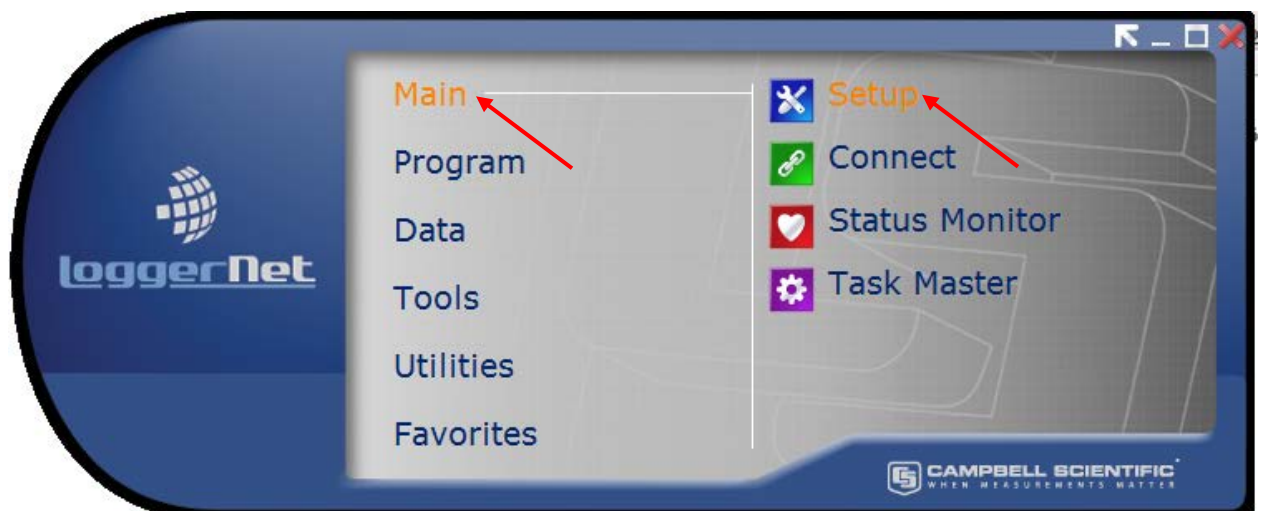 Main
Program
Data
Tools
Utilities
Favorites
Setup
Connect
Status Monitor
Task Master
loggerNet
CAMPBELL SCIENTIFIC
WHEN MEASUREMENTS MATTER